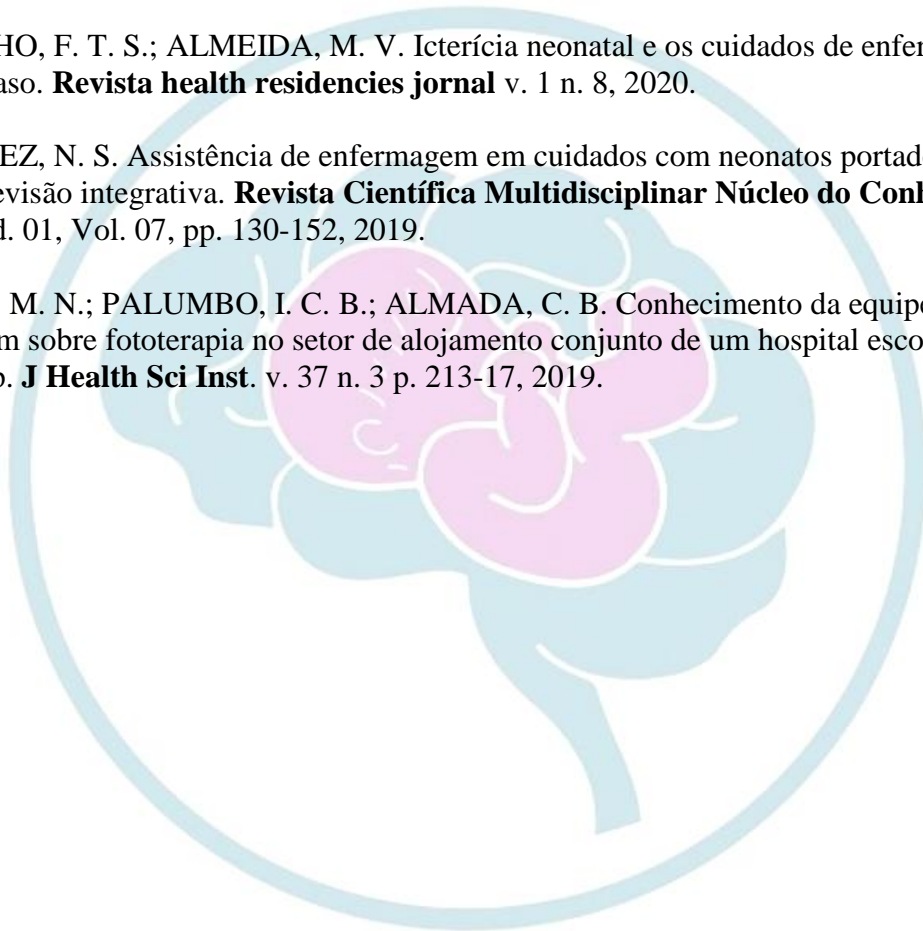 HO, F. T. S.; ALMEIDA, M. V. Icterícia neonatal e os cuidados de enfer
aso. Revista health residencies jornal v. 1 n. 8, 2020.
EZ, N. S. Assistência de enfermagem em cuidados com neonatos portad
evisão integrativa. Revista Científica Multidisciplinar Núcleo do Conh
d. 01, Vol. 07, pp. 130-152, 2019.
M. N.; PALUMBO, I. C. B.; ALMADA, C. B. Conhecimento da equipe
m sobre fototerapia no setor de alojamento conjunto de um hospital esco
o. J Health Sci Inst. v. 37 n. 3 p. 213-17, 2019.